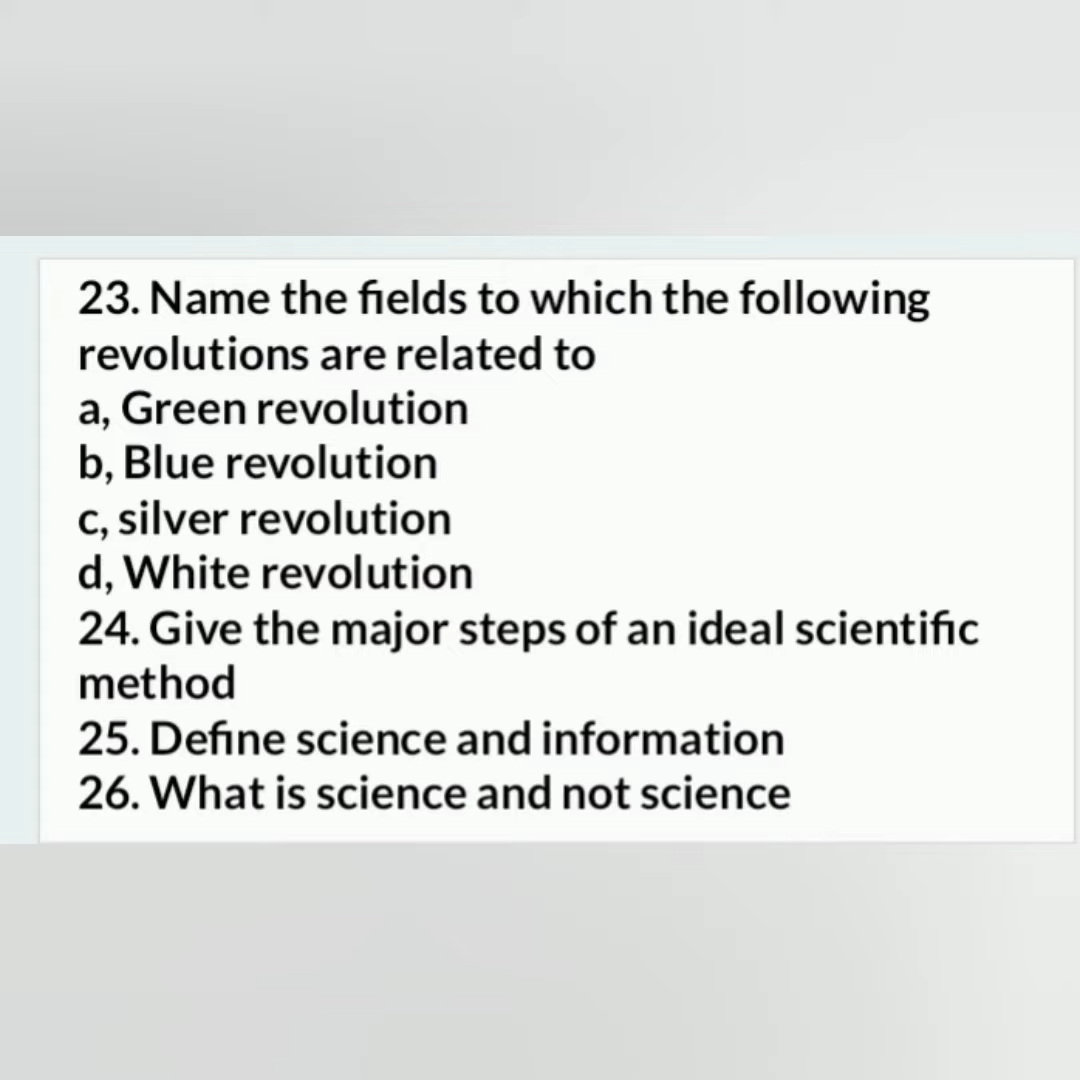 23. Name the fields to which the following
revolutions are related to
a, Green revolution
b, Blue revolution
c, silver revolution
d, White revolution
24. Give the major steps of an ideal scientific
method
25. Define science and information
26. What is science and not science